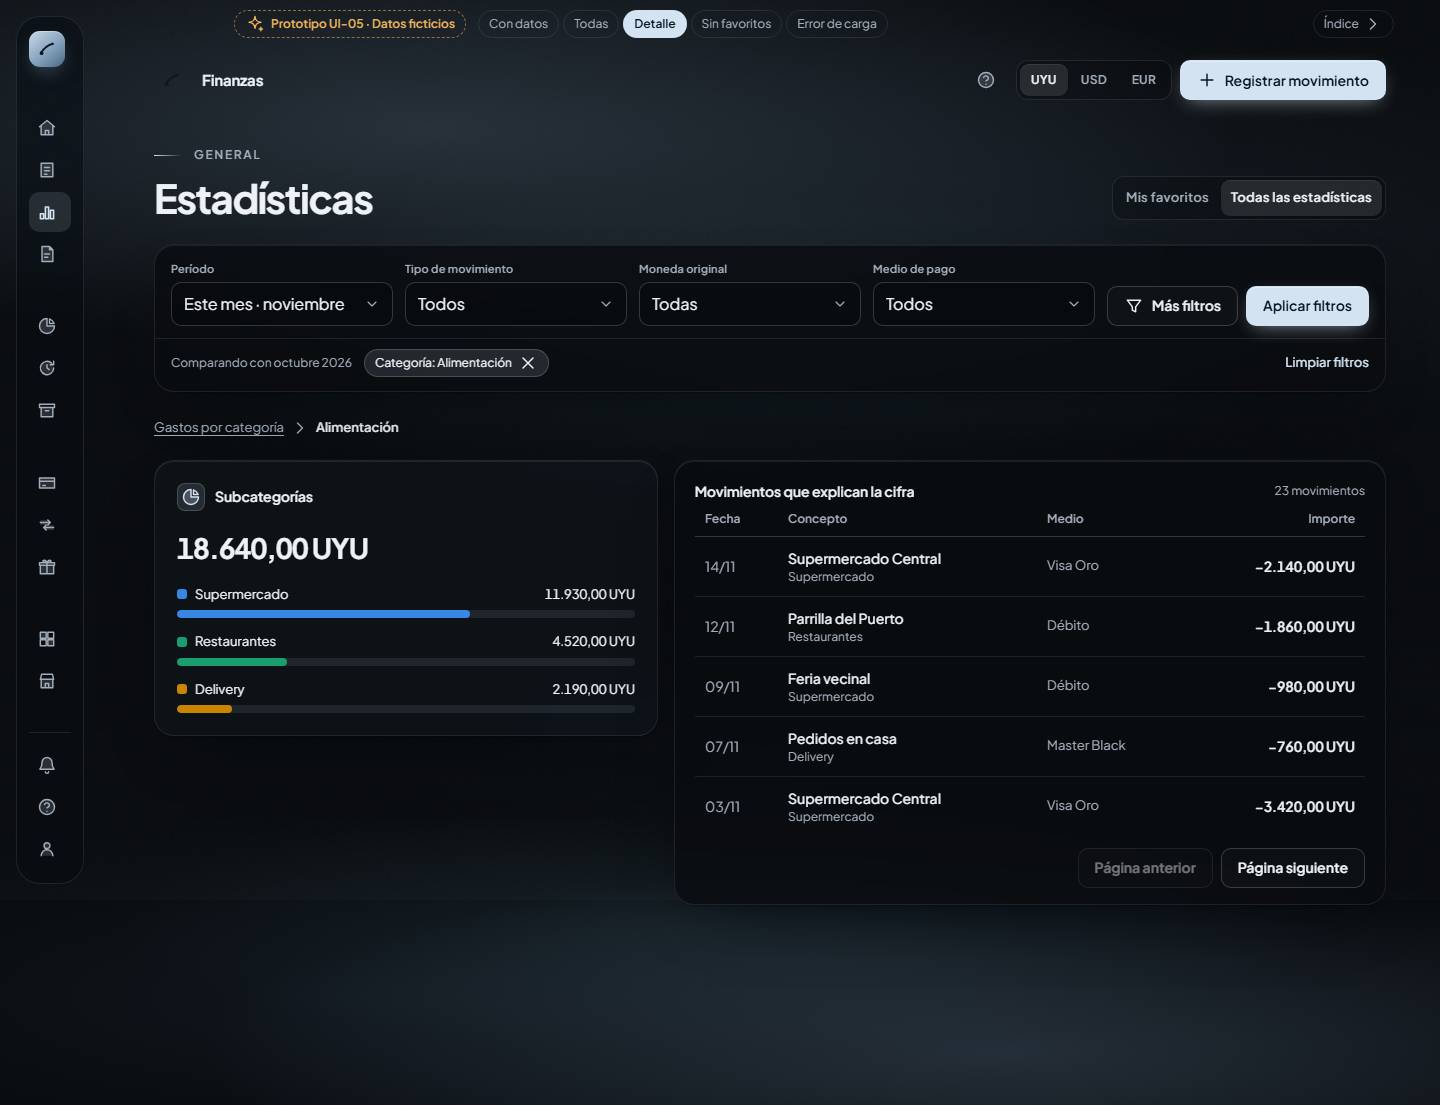 Prototipo UI-05 · Datos ficticios
Con datos
Todas
Detalle
Sin favoritos
Error de carga
Índice
Finanzas
UYU
USD
EUR
Registrar movimiento
GENERAL
Estadísticas
Mis favoritos
Todas las estadísticas
Período
Tipo de movimiento
Moneda original
Medio de pago
Este mes · noviembre
Todos
Todas
Todos
Más filtros
Aplicar filtros
Comparando con octubre 2026
Categoría: Alimentación
Limpiar filtros
Gastos por categoría
Alimentación
Subcategorías
18.640,00 UYU
Supermercado 11.930,00 UYU
Restaurantes 4.520,00 UYU
Delivery 2.190,00 UYU
Movimientos que explican la cifra
23 movimientos
Fecha Concepto Medio Importe
14/11 Supermercado Central Visa Oro −2.140,00 UYU
Supermercado
12/11 Parrilla del Puerto Débito −1.860,00 UYU
Restaurantes
09/11 Feria vecinal Débito −980,00 UYU
Supermercado
07/11 Pedidos en casa Master Black −760,00 UYU
Delivery
03/11 Supermercado Central Visa Oro −3.420,00 UYU
Supermercado
Página anterior
Página siguiente